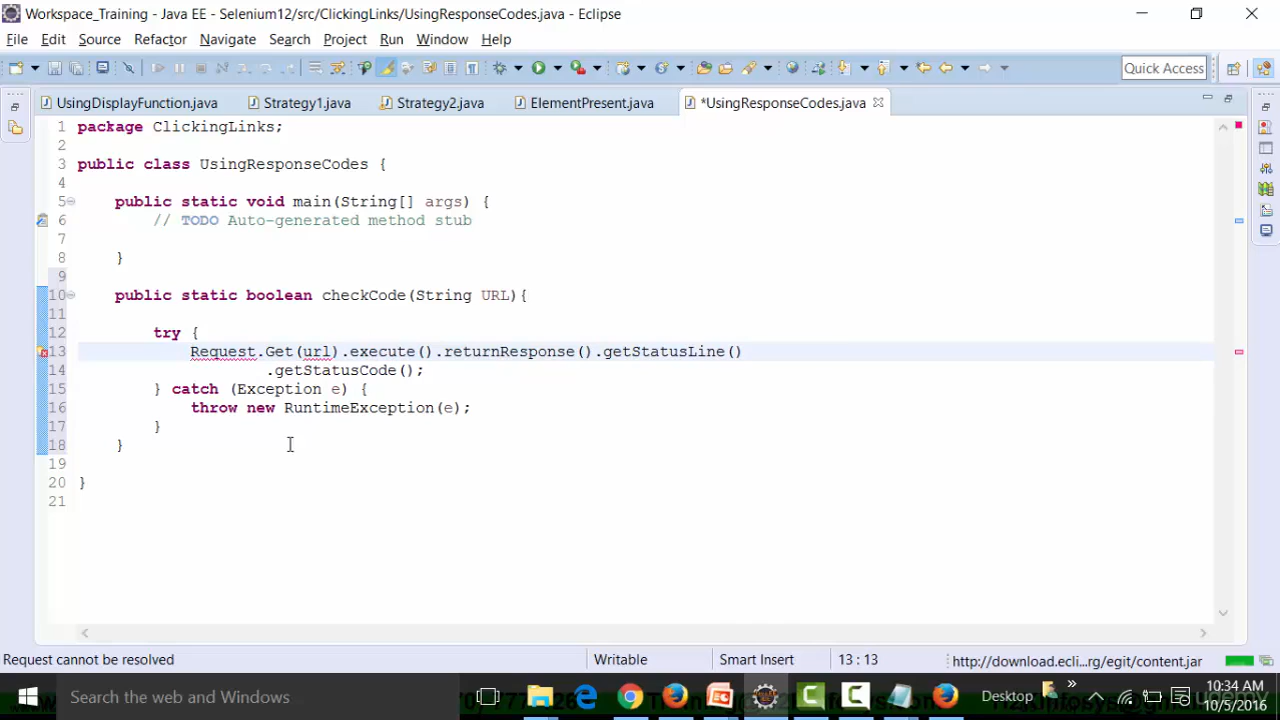 Workspace_Training - Java EE - Selenium12/src/ClickingLinks/UsingResponseCodes.java - Eclipse
File Edit Source Refactor Navigate Search Project Run Window Help
Quick Access
UsingDisplayFunction.java Strategy1.java Strategy2.java ElementPresent.java *UsingResponseCodes.java
1 package ClickingLinks;
2
3 public class UsingResponseCodes {
4
5 public static void main(String[] args) {
6 // TODO Auto-generated method stub
7
8 }
9
10 public static boolean checkCode(String URL){
11
12 try {
13 Request.Get(url).execute().returnResponse().getStatusLine()
14 .getStatusCode();
15 } catch (Exception e) {
16 throw new RuntimeException(e);
17 }
18 }
19
20 }
21
Request cannot be resolved Writable Smart Insert 13 : 13 http://download.ecli...rg/egit/content.jar
Search the web and Windows Desktop 10:34 AM
10/5/2016